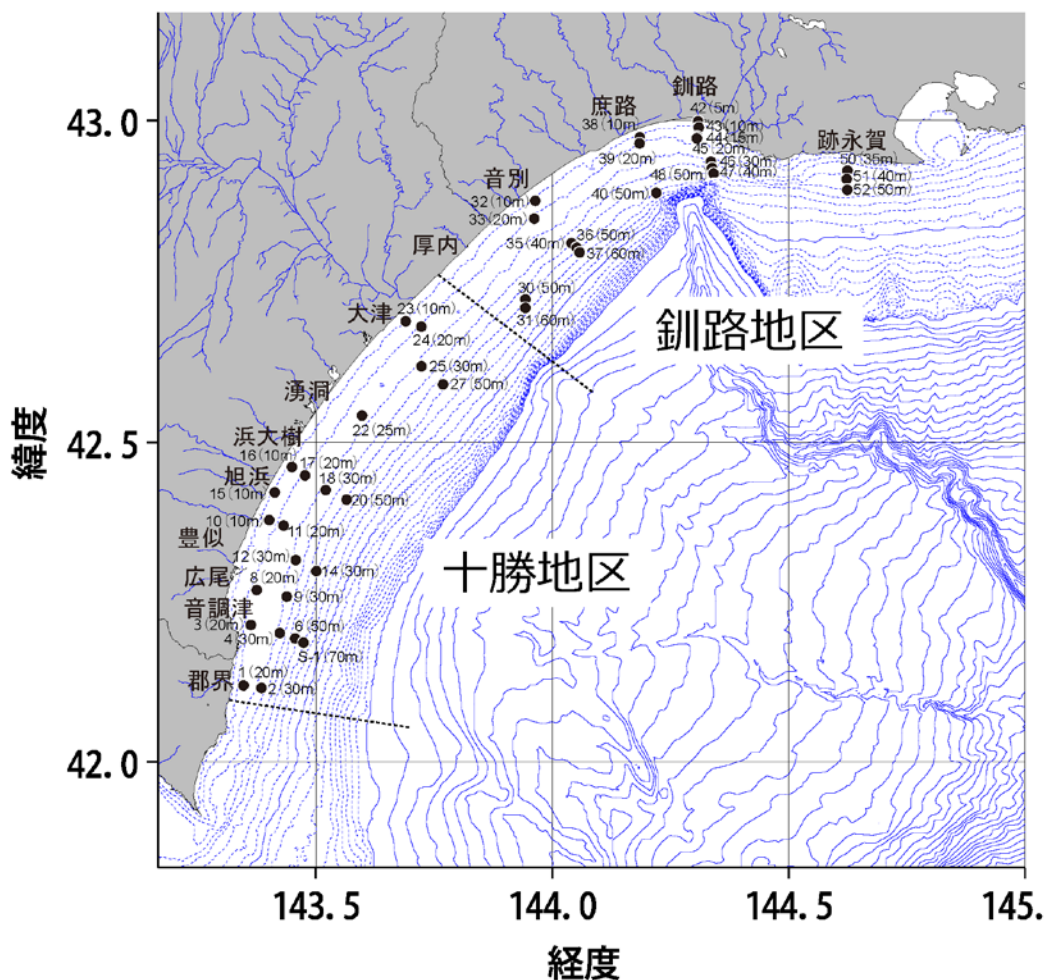 釧路
42(5m)
庶路
43(10m)
38(10m)
44(15m)
跡永賀
45(20m)
39(20m)
46(30m)
50(35m)
47(40m)
48(50m)
51(40m)
音別
52(50m)
40(50m)
32(10m)
33(20m)
36(50m)
35(40m)
厚内
37(60m)
30(50m)
大津
23(10m)
31(60m)
24(20m)
釧路地区
25(30m)
27(50m)
湧洞
22(25m)
浜大樹
16(10m)
17(20m)
旭浜
18(30m)
15(10m)
20(50m)
10(10m)
11(20m)
豊似
12(30m)
14(30m)
広尾
8(20m)
十勝地区
9(30m)
音調津
3(20m)
6(50m)
4(30m)
S-1(70m)
郡界
1(20m)
2(30m)
緯度
43.0
42.5
42.0
143.5
144.0
144.5
145.
経度